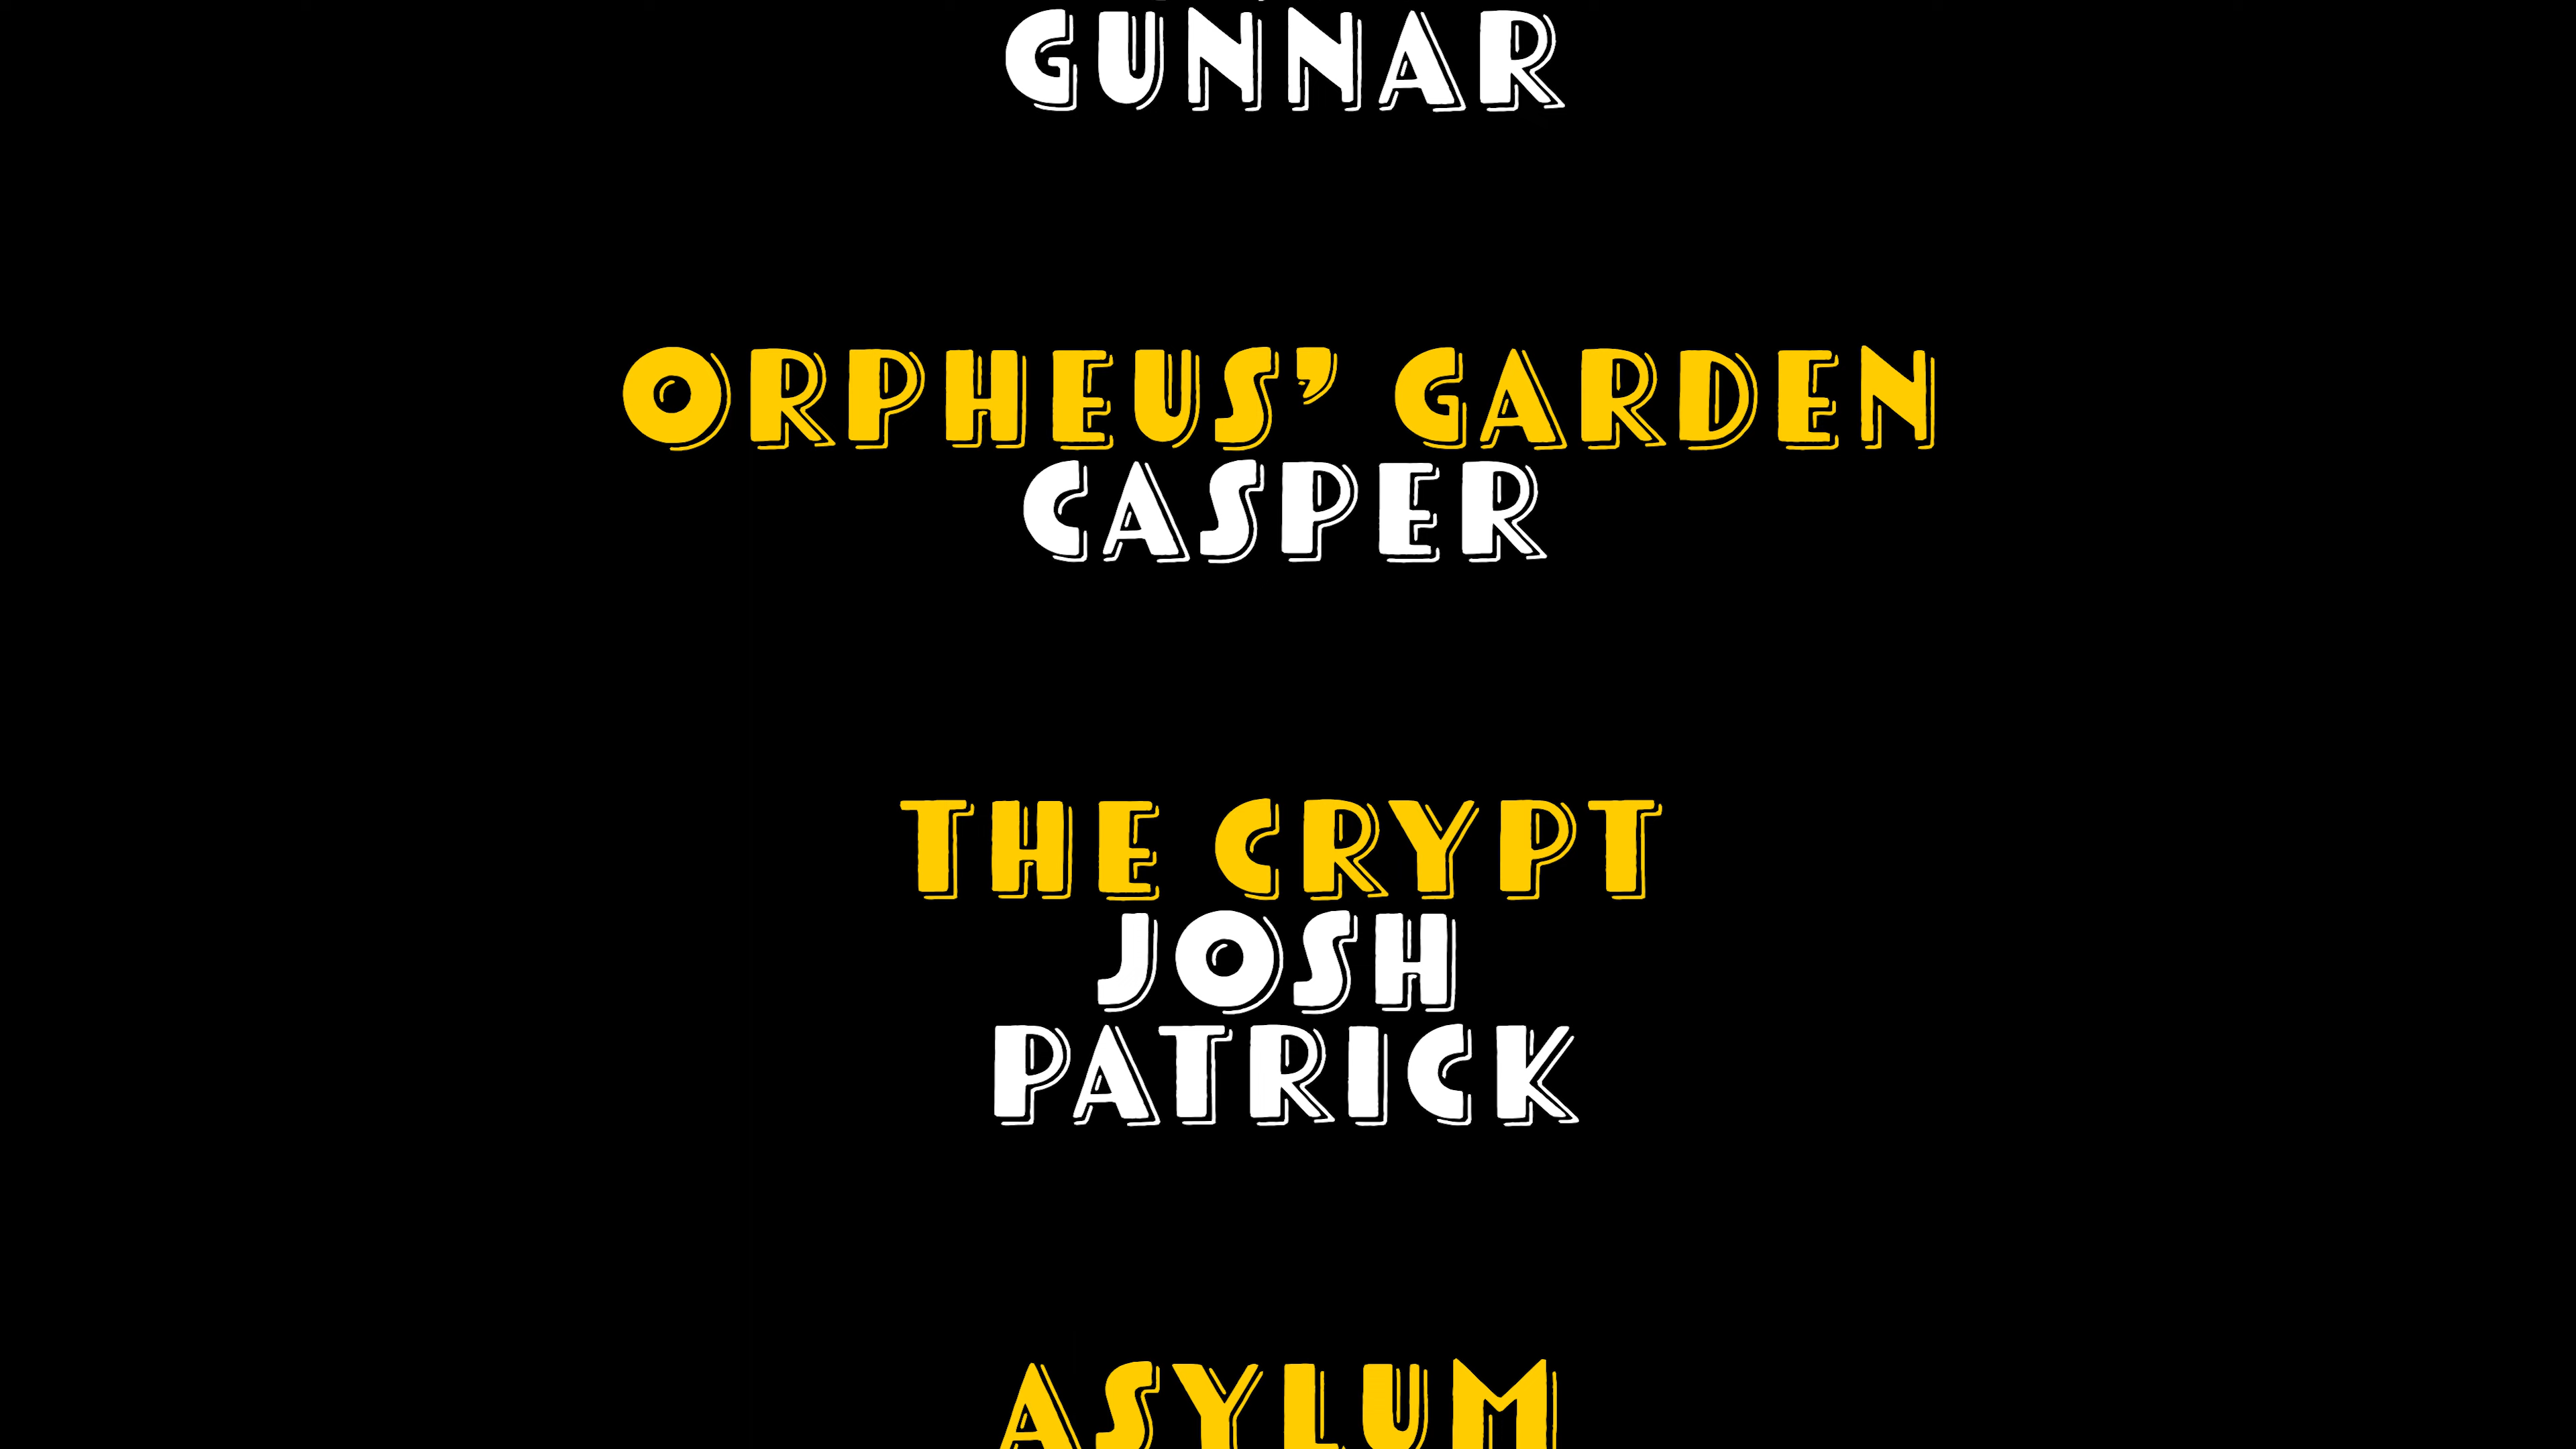 GUNNAR
ORPHEUS’ GARDEN
CASPER
THE CRYPT
JOSH
PATRICK
ASYLUM